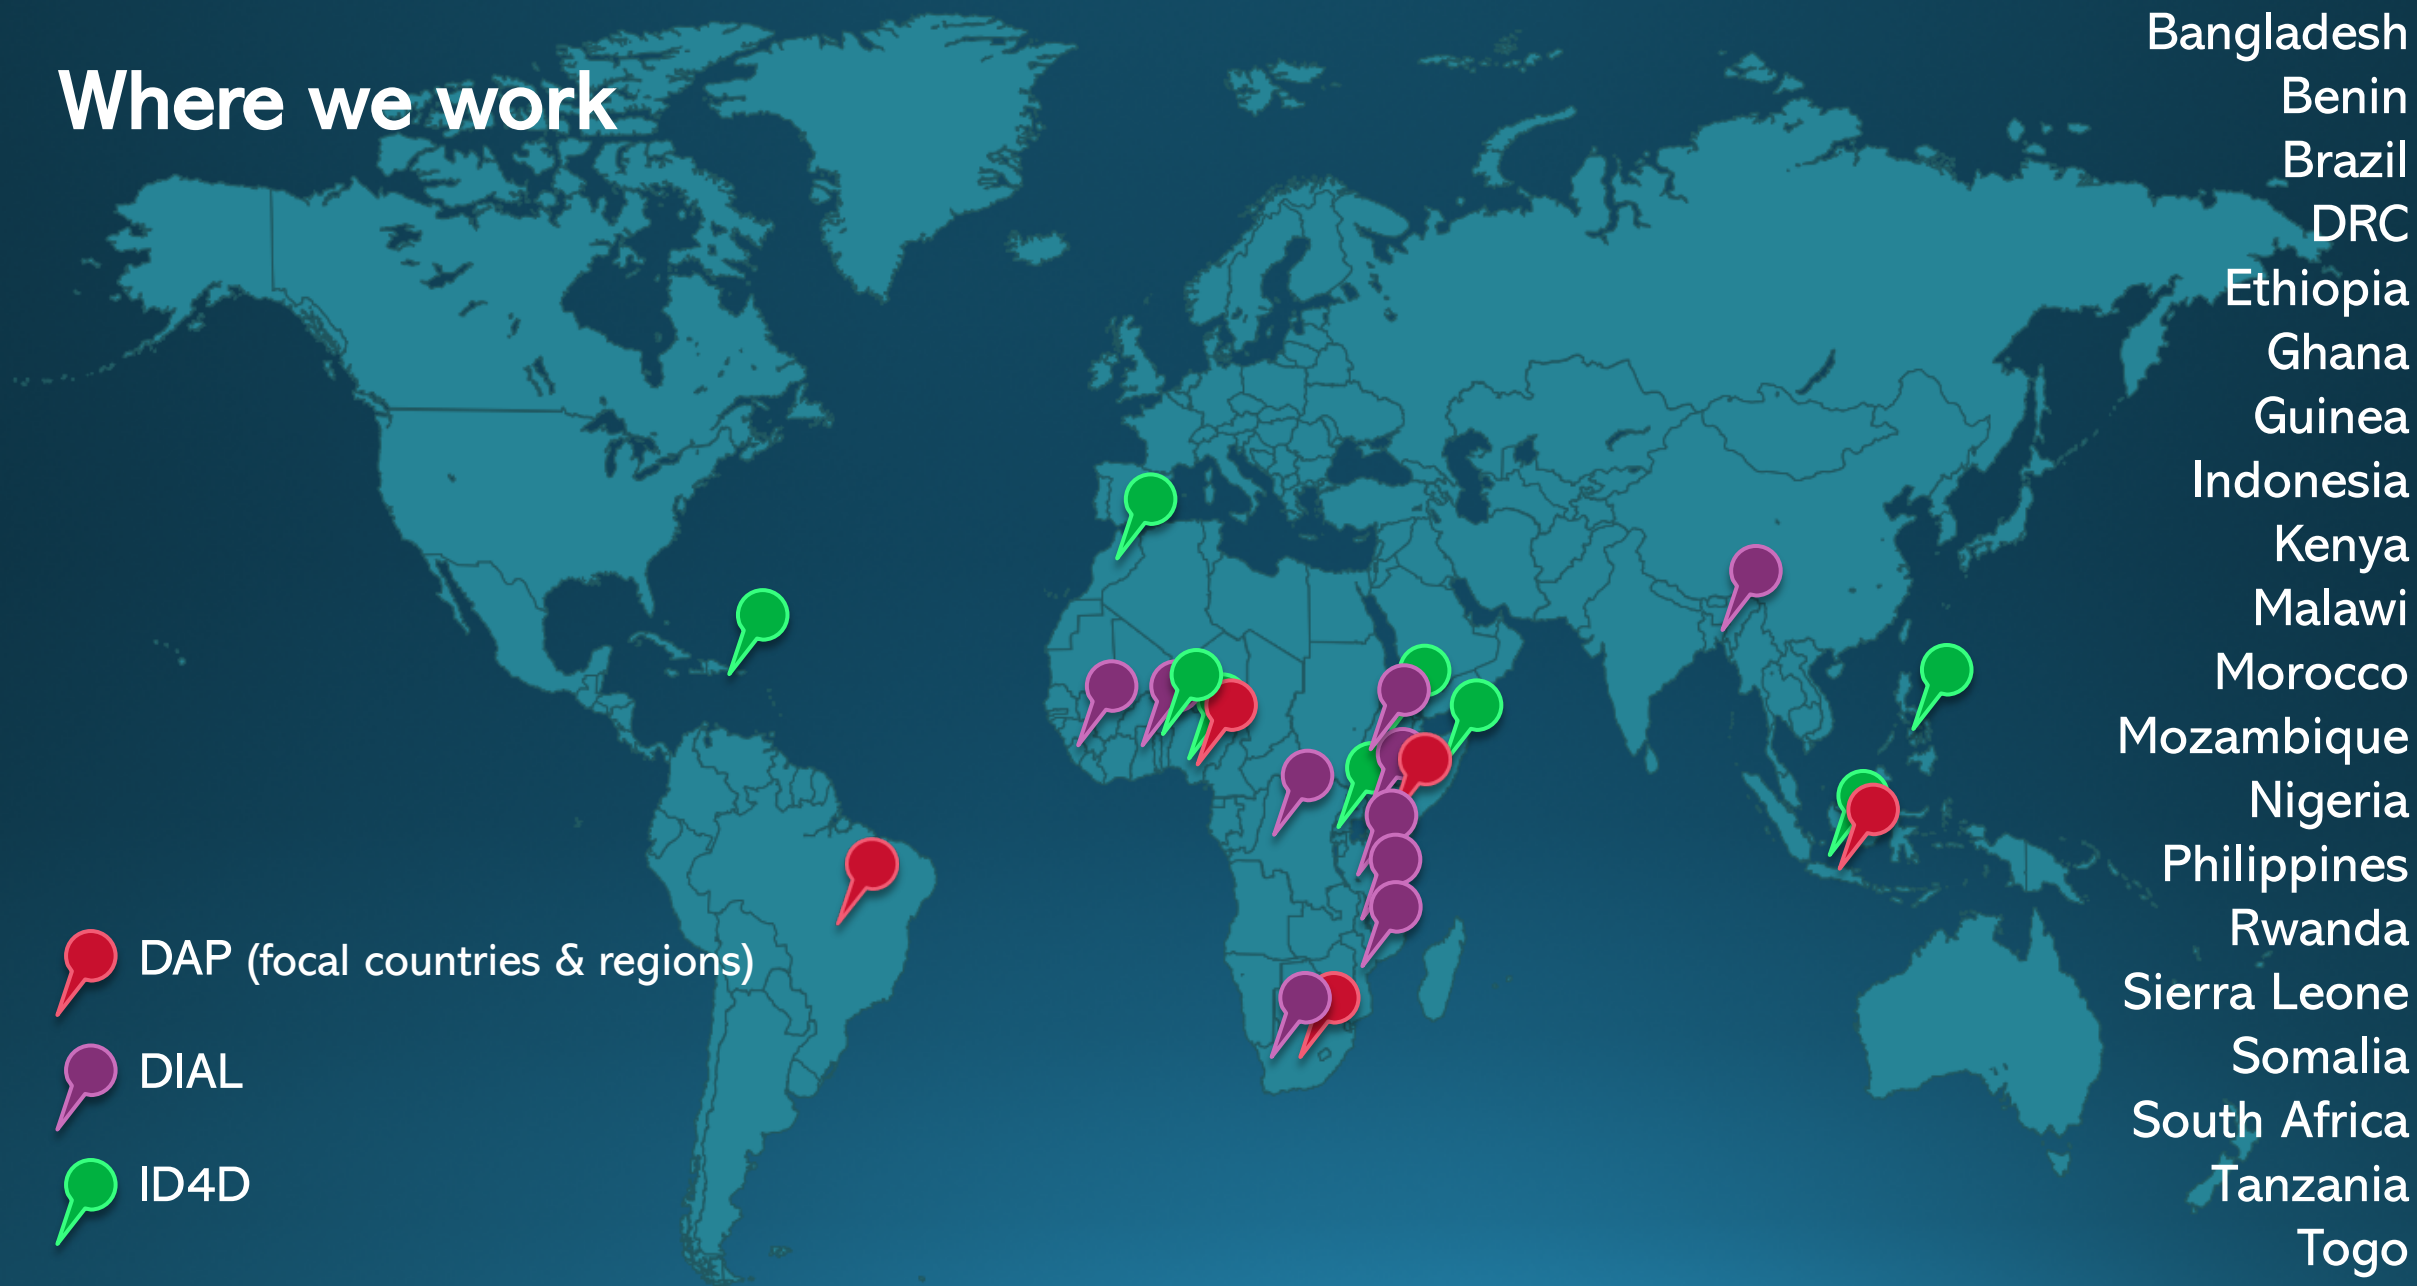 Where we work
DAP (focal countries & regions)
DIAL
ID4D
Bangladesh
Benin
Brazil
DRC
Ethiopia
Ghana
Guinea
Indonesia
Kenya
Malawi
Morocco
Mozambique
Nigeria
Philippines
Rwanda
Sierra Leone
Somalia
South Africa
Tanzania
Togo